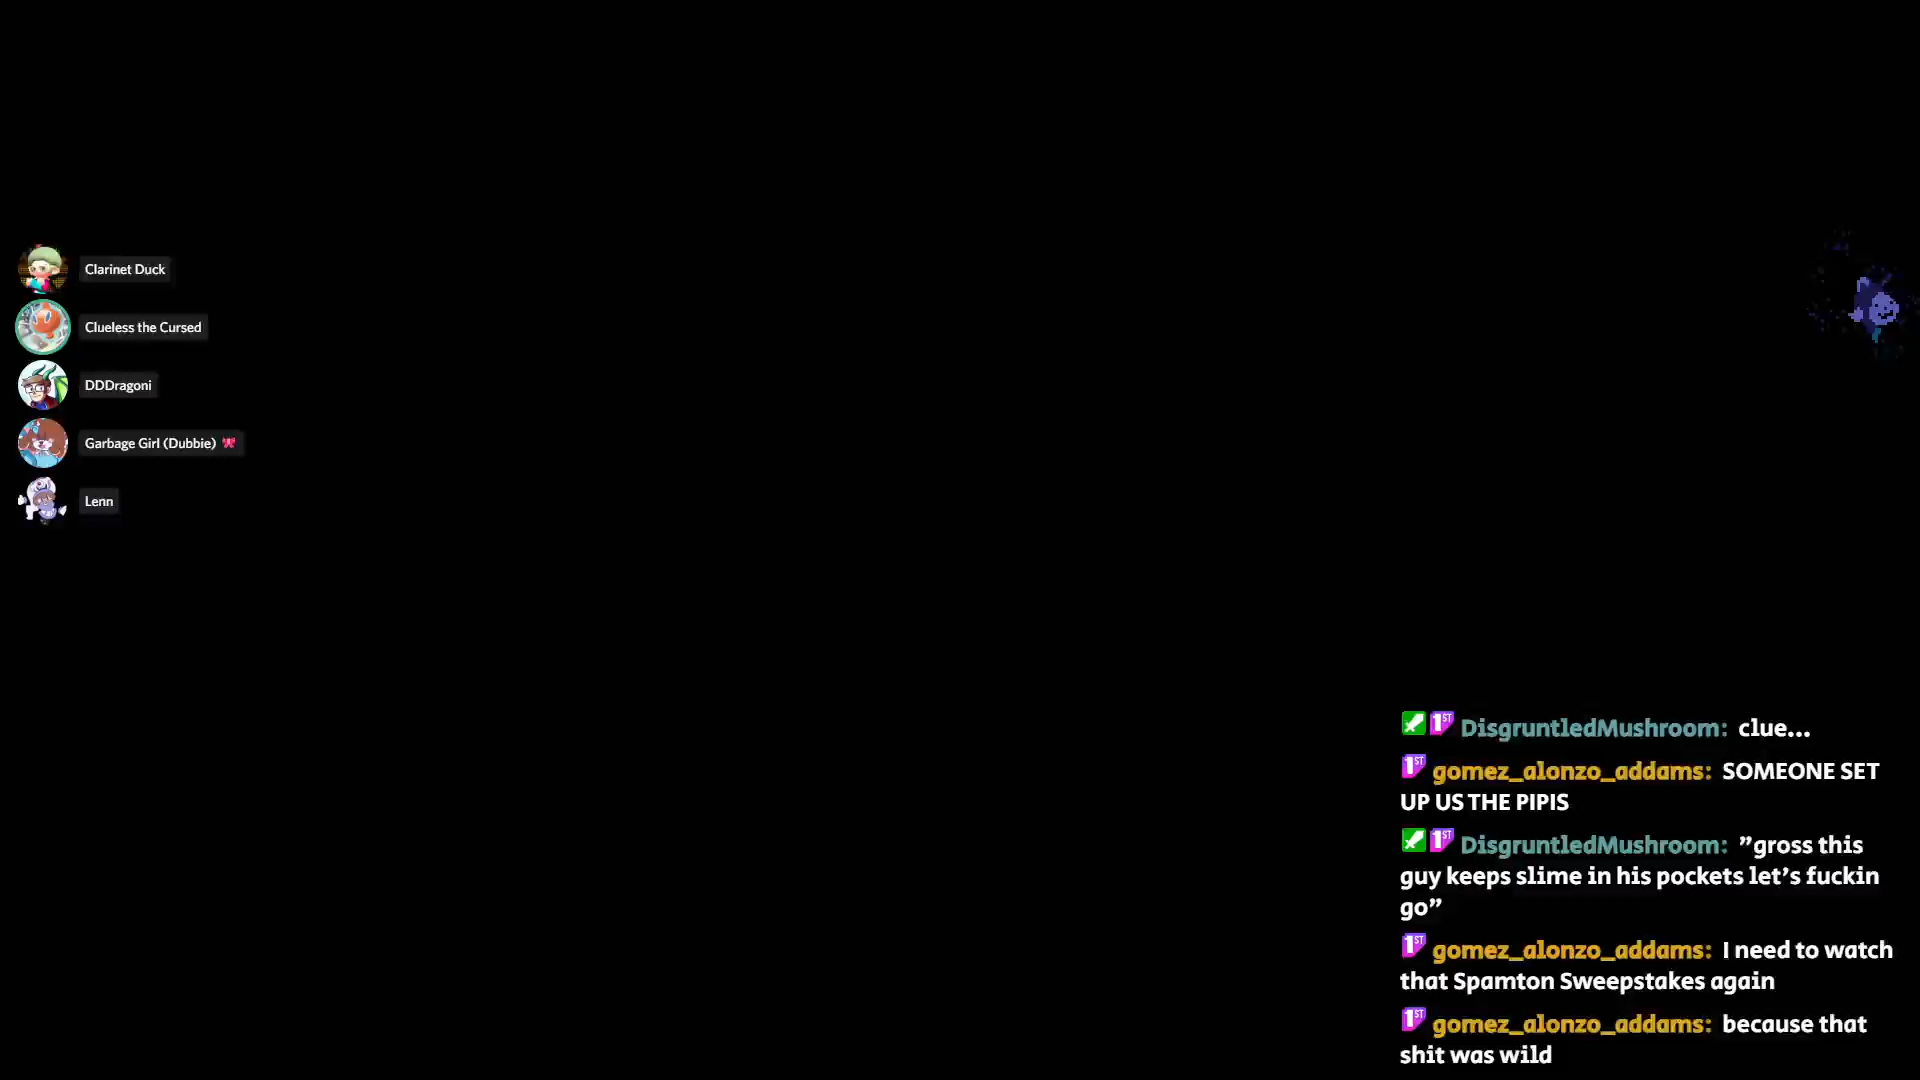 Clarinet Duck
Clueless the Cursed
DDDragoni
Garbage Girl (Dubbie) 🎀
Lenn
DisgruntledMushroom: clue...
gomez_alonzo_addams: SOMEONE SET
UP US THE PIPIS
DisgruntledMushroom: ”gross this
guy keeps slime in his pockets let’s fuckin
go”
gomez_alonzo_addams: I need to watch
that Spamton Sweepstakes again
gomez_alonzo_addams: because that
shit was wild